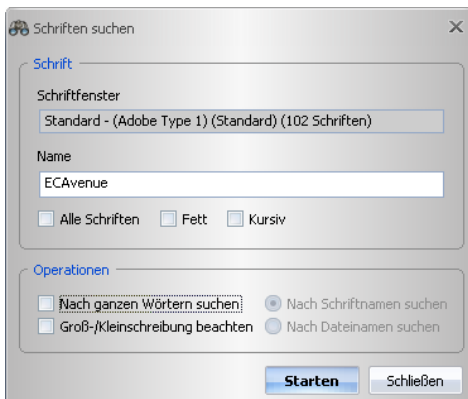 Schriften suchen
Schrift
Schriftfenster
Standard - (Adobe Type 1) (Standard) (102 Schriften)
Name
ECAvenue
Alle Schriften Fett Kursiv
Operationen
Nach ganzen Wörtern suchen Nach Schriftnamen suchen
Groß-/Kleinschreibung beachten Nach Dateinamen suchen
Starten Schließen